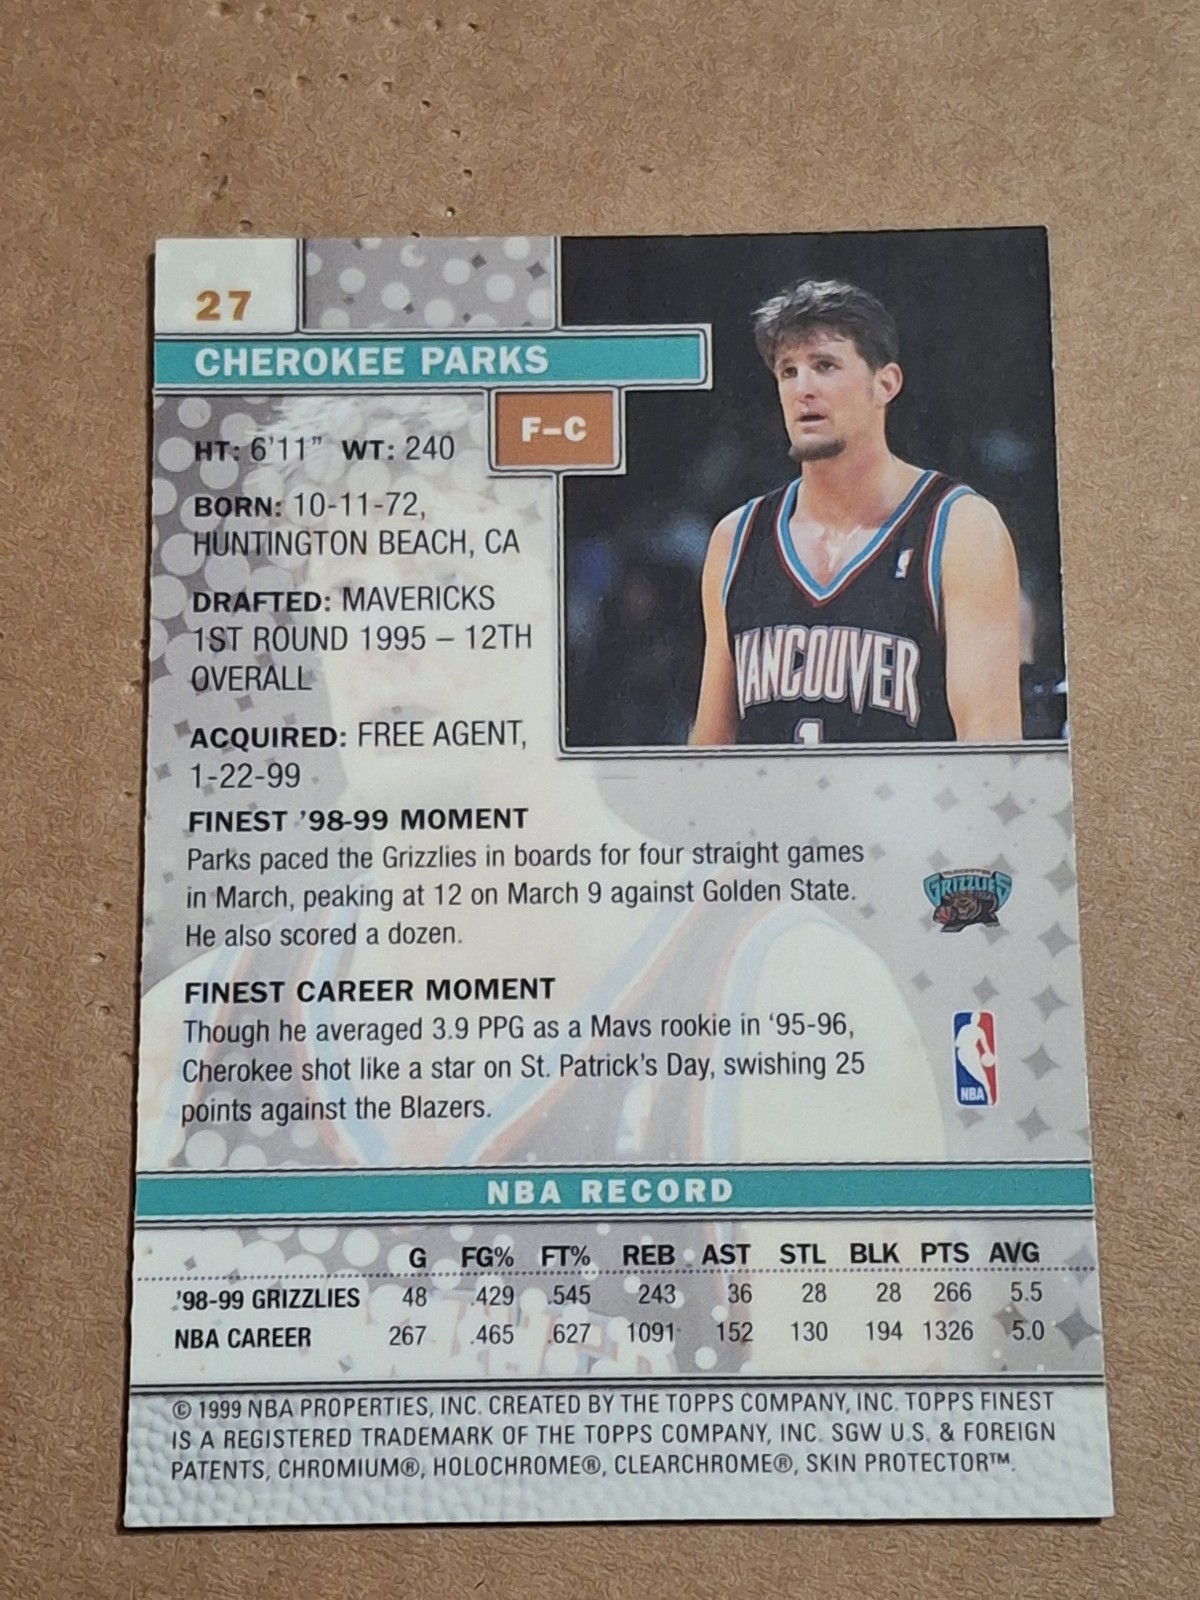 27
CHEROKEE PARKS
F–C
HT: 6'11" WT: 240
BORN: 10-11-72,
HUNTINGTON BEACH, CA
DRAFTED: MAVERICKS
1ST ROUND 1995 – 12TH
OVERALL
ACQUIRED: FREE AGENT,
1-22-99
VANCOUVER
1
FINEST '98-99 MOMENT
Parks paced the Grizzlies in boards for four straight games
in March, peaking at 12 on March 9 against Golden State.
He also scored a dozen.
GRIZZLIES
FINEST CAREER MOMENT
Though he averaged 3.9 PPG as a Mavs rookie in '95-96,
Cherokee shot like a star on St. Patrick's Day, swishing 25
points against the Blazers.
NBA
NBA RECORD
G FG% FT% REB AST STL BLK PTS AVG
'98-99 GRIZZLIES 48 .429 .545 243 36 28 28 266 5.5
NBA CAREER 267 .465 .627 1091 152 130 194 1326 5.0
© 1999 NBA PROPERTIES, INC. CREATED BY THE TOPPS COMPANY, INC. TOPPS FINEST
IS A REGISTERED TRADEMARK OF THE TOPPS COMPANY, INC. SGW U.S. & FOREIGN
PATENTS, CHROMIUM®, HOLOCHROME®, CLEARCHROME®, SKIN PROTECTOR™.